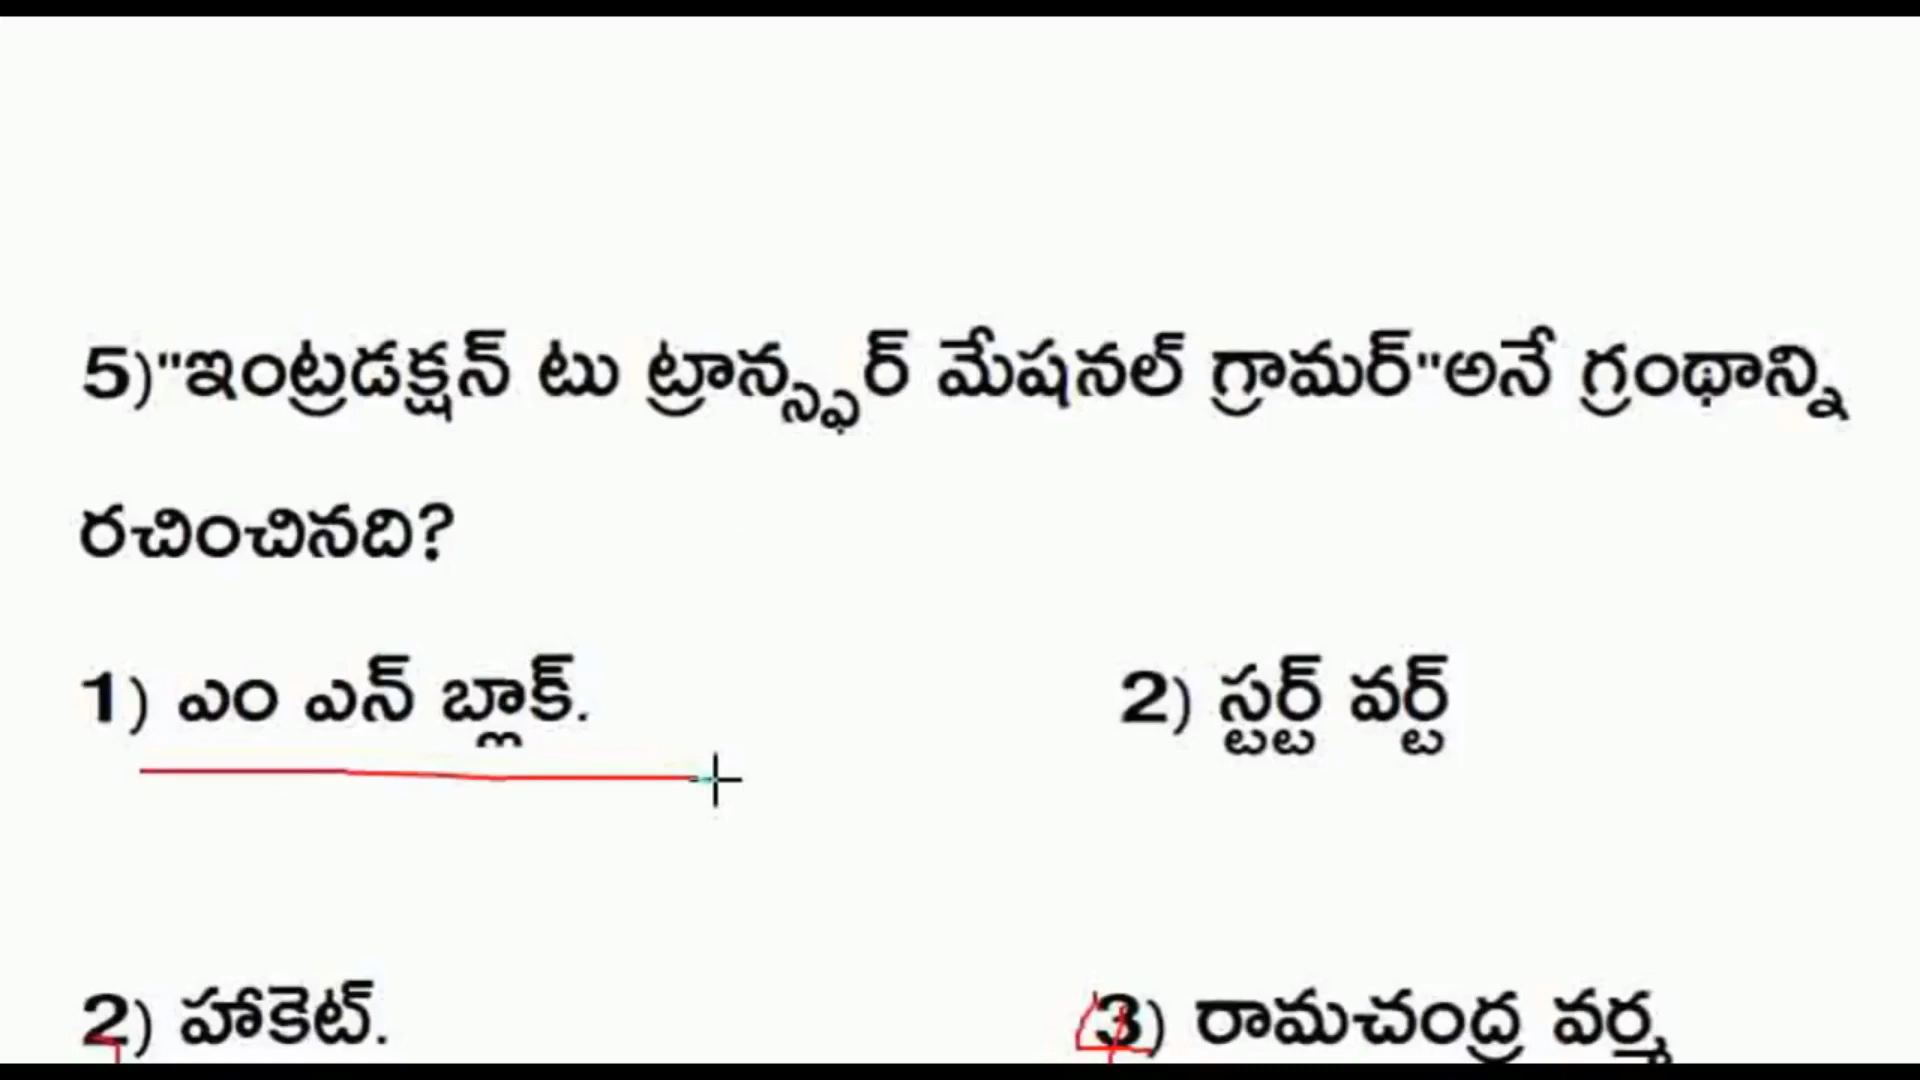 5)"ఇంట్రడక్షన్ టు ట్రాన్స్ఫర్ మేషనల్ గ్రామర్"అనే గ్రంథాన్ని
రచించినది?
1) ఎం ఎన్ బ్లాక్. 2) స్టర్ట్ వర్ట్
2) హాకెట్. 3) రామచంద్ర వర్మ